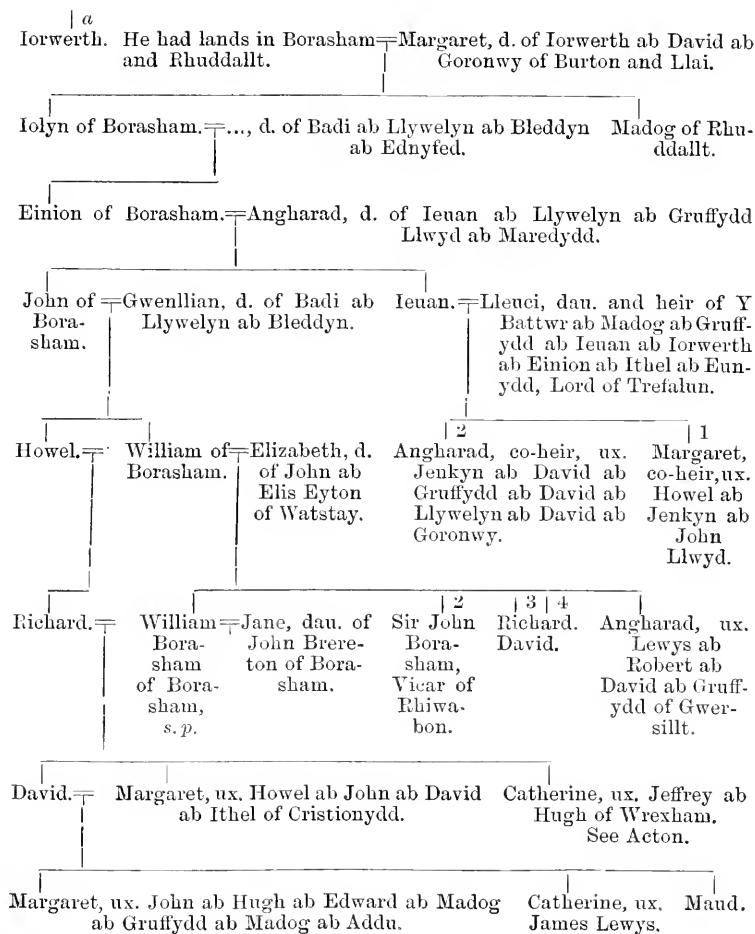 a
Iorwerth. He had lands in Borasham=Margaret, d. of Iorwerth ab David ab
and Rhuddallt. Goronwy of Burton and Llai.
Iolyn of Borasham.=..., d. of Badi ab Llywelyn ab Bleddyn Madog of Rhu-
ab Ednyfed. ddallt.
Einion of Borasham.=Angharad, d. of Ieuan ab Llywelyn ab Gruffydd
Llwyd ab Maredydd.
John of=Gwenllian, d. of Badi ab Ieuan.=Lleuci, dau. and heir of Y
Bora- Llywelyn ab Bleddyn. Battwr ab Madog ab Gruff-
sham. ydd ab Ieuan ab Iorwerth
ab Einion ab Ithel ab Eun-
ydd, Lord of Trefalun.
2 1
Howel.= William of=Elizabeth, d. Angharad, co-heir, ux. Margaret,
Borasham. of John ab Jenkyn ab David ab co-heir, ux.
Elis Eyton Gruffydd ab David ab Howel ab
of Watstay. Llywelyn ab David ab Jenkyn ab
Goronwy. John
Llwyd.
2 3 4
Richard.= William=Jane, dau. of Sir John Richard. Angharad, ux.
Bora- John Brere- Bora- David. Lewys ab
sham ton of Bora- sham, Robert ab
of Bora- sham. Vicar of David ab Gruff-
sham, Rhiwa- ydd of Gwer-
s. p. bon. sillt.
David.= Margaret, ux. Howel ab John ab David Catherine, ux. Jeffrey ab
ab Ithel of Cristionydd. Hugh of Wrexham.
See Acton.
Margaret, ux. John ab Hugh ab Edward ab Madog Catherine, ux. Maud.
ab Gruffydd ab Madog ab Addu. James Lewys.